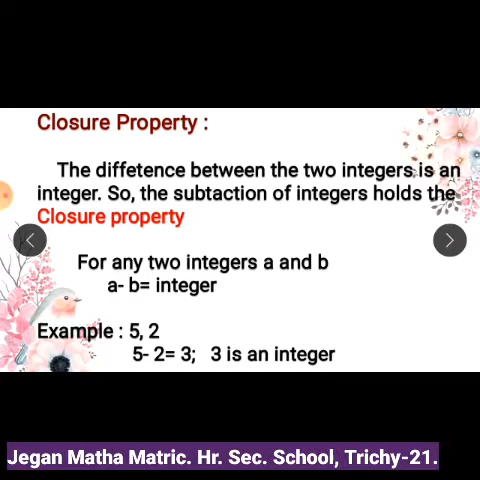 Closure Property :
The diffetence between the two integers is an
integer. So, the subtaction of integers holds the
Closure property
For any two integers a and b
a- b= integer
Example : 5, 2
5- 2= 3; 3 is an integer
Jegan Matha Matric. Hr. Sec. School, Trichy-21.